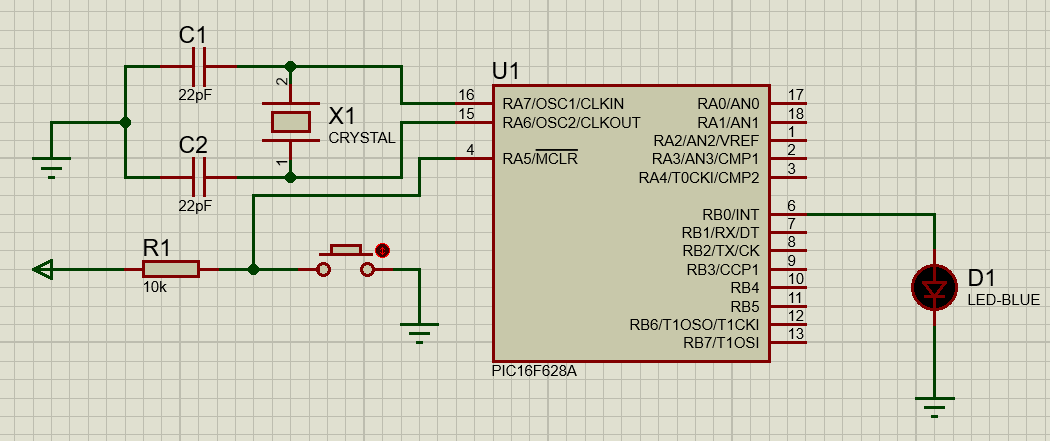 C1
22pF
2
X1
CRYSTAL
1
C2
22pF
R1
10k
U1
16
RA7/OSC1/CLKIN
15
RA6/OSC2/CLKOUT
4
RA5/MCLR
RA0/AN0
17
RA1/AN1
18
RA2/AN2/VREF
1
RA3/AN3/CMP1
2
RA4/T0CKI/CMP2
3
RB0/INT
6
RB1/RX/DT
7
RB2/TX/CK
8
RB3/CCP1
9
RB4
10
RB5
11
RB6/T1OSO/T1CKI
12
RB7/T1OSI
13
PIC16F628A
D1
LED-BLUE